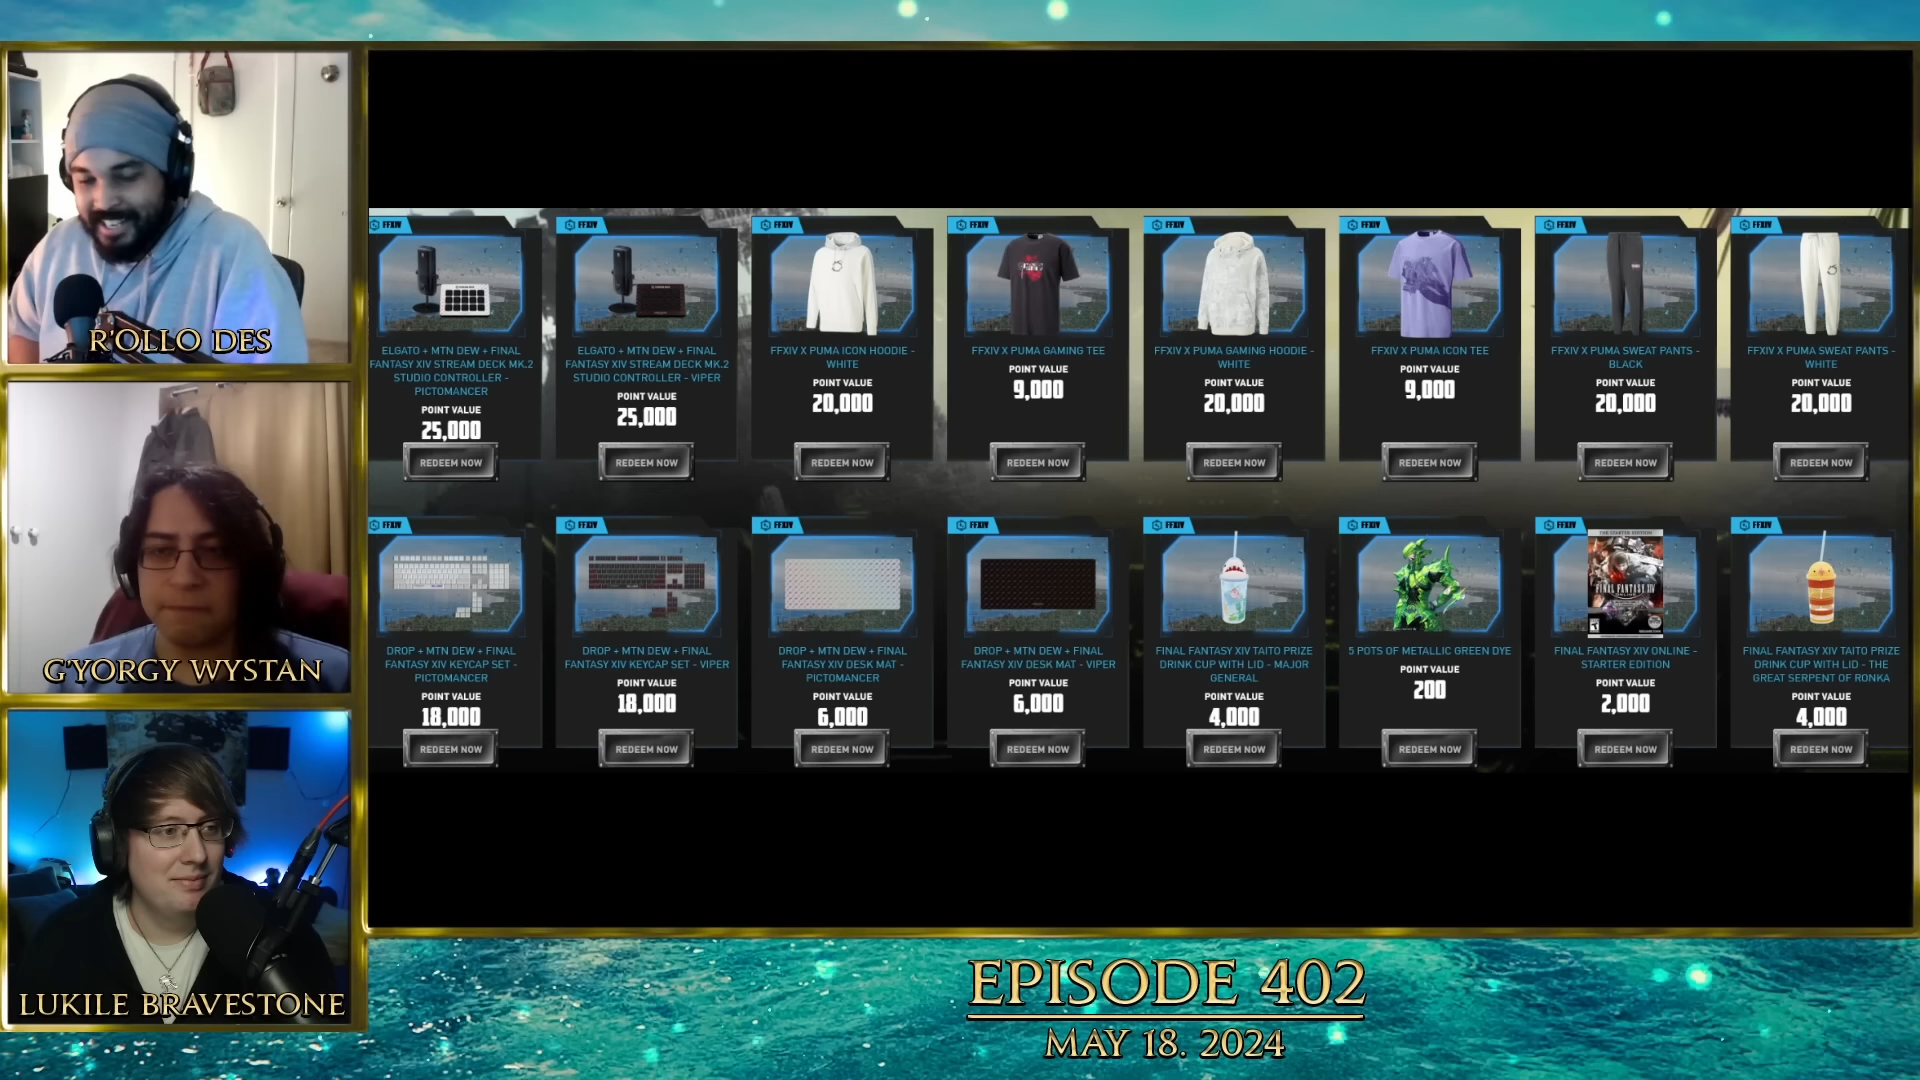 R'OLLO DES
G'YORGY WYSTAN
LUKILE BRAVESTONE
FFXIV
ELGATO + MTN DEW + FINAL
FANTASY XIV STREAM DECK MK.2
STUDIO CONTROLLER -
PICTOMANCER
POINT VALUE
25,000
REDEEM NOW
FFXIV
ELGATO + MTN DEW + FINAL
FANTASY XIV STREAM DECK MK.2
STUDIO CONTROLLER - VIPER
POINT VALUE
25,000
REDEEM NOW
FFXIV
FFXIV X PUMA ICON HOODIE -
WHITE
POINT VALUE
20,000
REDEEM NOW
FFXIV
FFXIV X PUMA GAMING TEE
POINT VALUE
9,000
REDEEM NOW
FFXIV
FFXIV X PUMA GAMING HOODIE -
WHITE
POINT VALUE
20,000
REDEEM NOW
FFXIV
FFXIV X PUMA ICON TEE
POINT VALUE
9,000
REDEEM NOW
FFXIV
FFXIV X PUMA SWEAT PANTS -
BLACK
POINT VALUE
20,000
REDEEM NOW
FFXIV
FFXIV X PUMA SWEAT PANTS -
WHITE
POINT VALUE
20,000
REDEEM NOW
FFXIV
DROP + MTN DEW + FINAL
FANTASY XIV KEYCAP SET -
PICTOMANCER
POINT VALUE
18,000
REDEEM NOW
FFXIV
DROP + MTN DEW + FINAL
FANTASY XIV KEYCAP SET - VIPER
POINT VALUE
18,000
REDEEM NOW
FFXIV
DROP + MTN DEW + FINAL
FANTASY XIV DESK MAT -
PICTOMANCER
POINT VALUE
6,000
REDEEM NOW
FFXIV
DROP + MTN DEW + FINAL
FANTASY XIV DESK MAT - VIPER
POINT VALUE
6,000
REDEEM NOW
FFXIV
FINAL FANTASY XIV TAITO PRIZE
DRINK CUP WITH LID - MAJOR
GENERAL
POINT VALUE
4,000
REDEEM NOW
FFXIV
5 POTS OF METALLIC GREEN DYE
POINT VALUE
200
REDEEM NOW
FFXIV
THE STARTER EDITION
FINAL FANTASY XIV
FINAL FANTASY XIV ONLINE -
STARTER EDITION
POINT VALUE
2,000
REDEEM NOW
FFXIV
FINAL FANTASY XIV TAITO PRIZE
DRINK CUP WITH LID - THE
GREAT SERPENT OF RONKA
POINT VALUE
4,000
REDEEM NOW
EPISODE 402
MAY 18. 2024